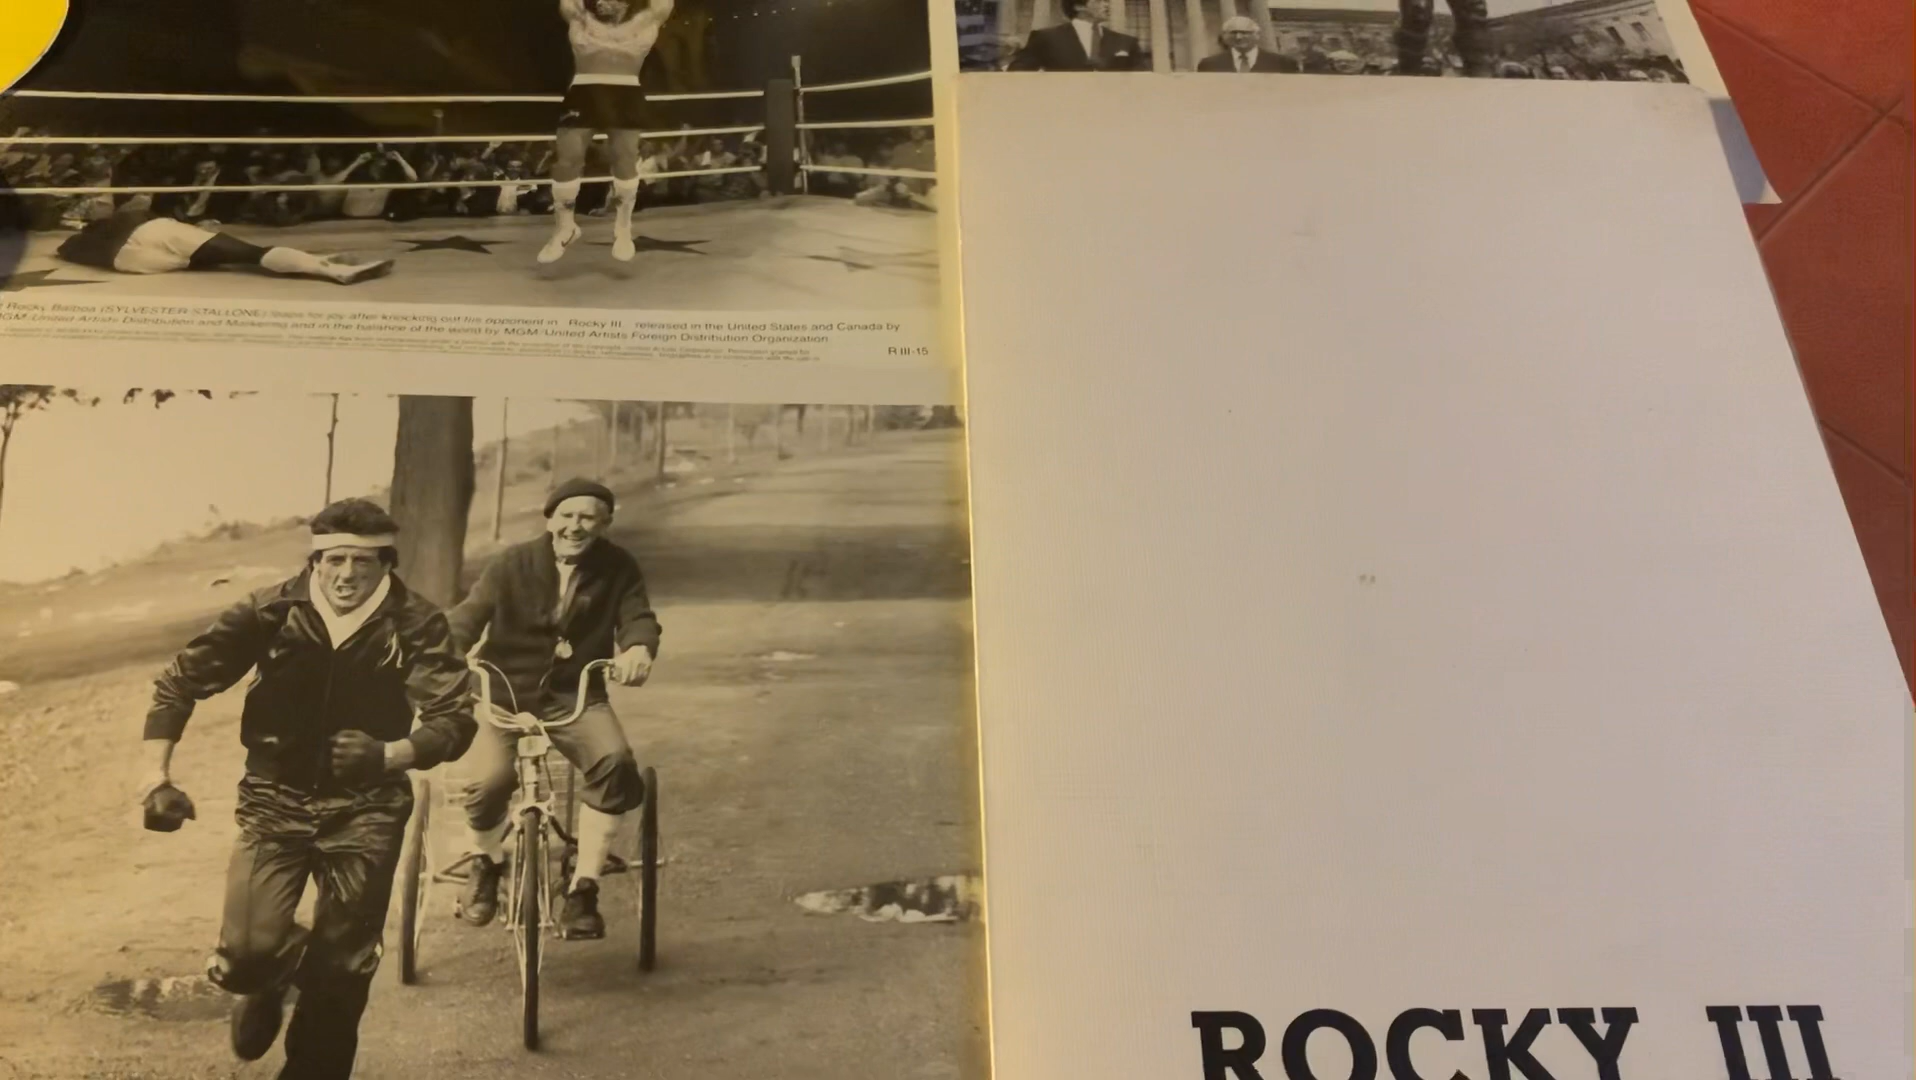 Rocky Balboa (SYLVESTER STALLONE) leaps for joy after knocking out his opponent in Rocky III released in the United States and Canada by
MGM/United Artists Distribution and Marketing and in the balance of the world by MGM/United Artists Foreign Distribution Organization
R III-15
ROCKY III